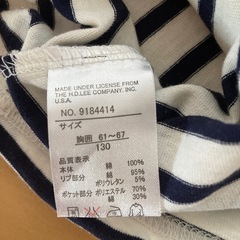 MADE UNDER LICENSE FROM
THE H.D.LEE COMPANY, INC.
U.S.A.
NO. 9184414
サイズ
胸囲 61～67
130
品質表示
本体 綿 100%
リブ部分 綿 95%
ポリウレタン 5%
ポケット部分 ポリエステル 70%
綿 30%